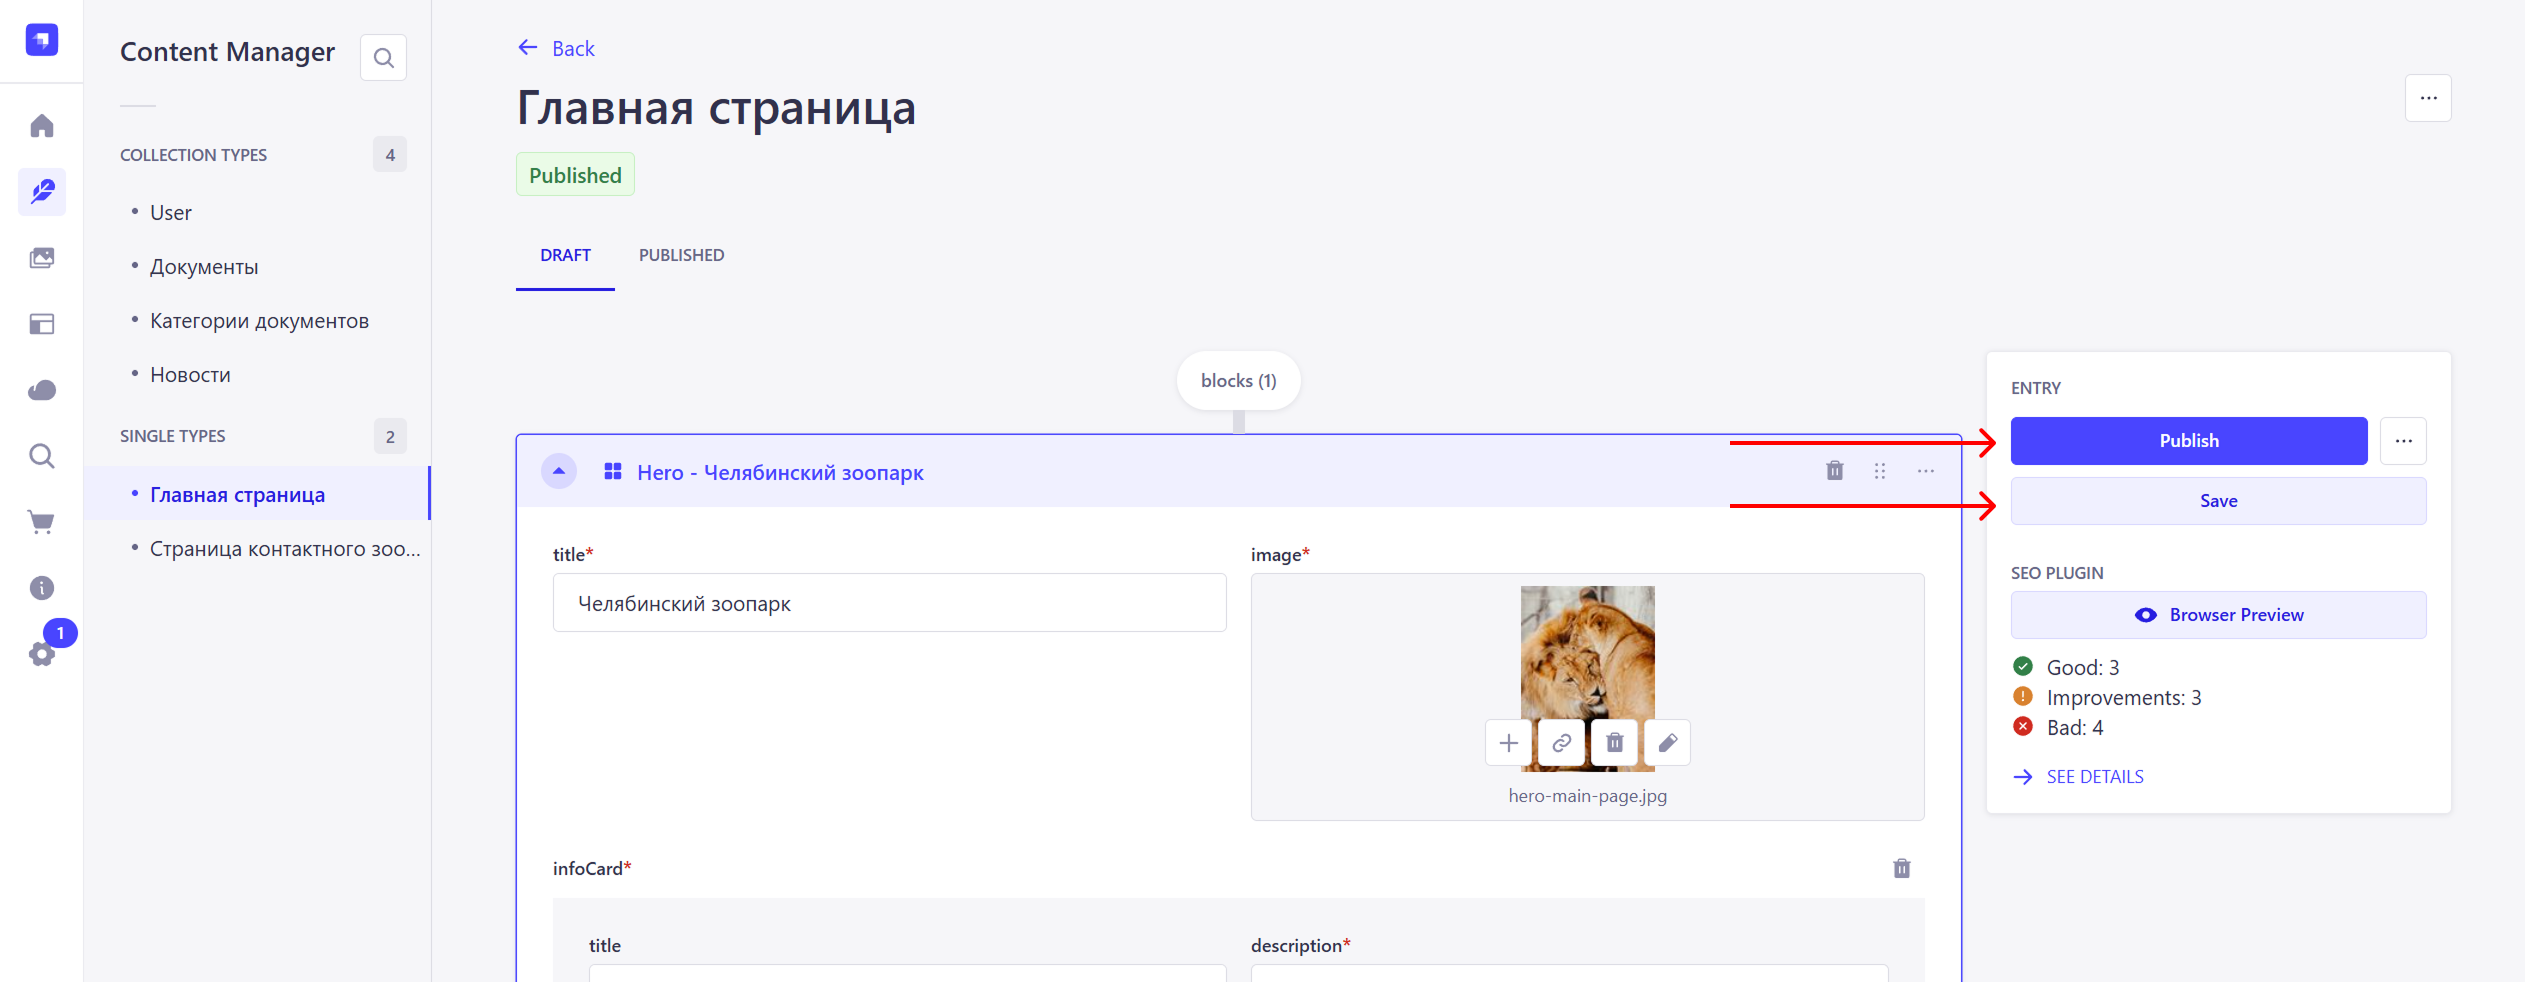 Content Manager
COLLECTION TYPES 4
User
Документы
Категории документов
Новости
SINGLE TYPES 2
Главная страница
Страница контактного зоо...
1
Back
Главная страница
Published
DRAFT PUBLISHED
blocks (1)
Hero - Челябинский зоопарк
title*
Челябинский зоопарк
image*
hero-main-page.jpg
infoCard*
title
description*
ENTRY
Publish
Save
SEO PLUGIN
Browser Preview
Good: 3
Improvements: 3
Bad: 4
SEE DETAILS